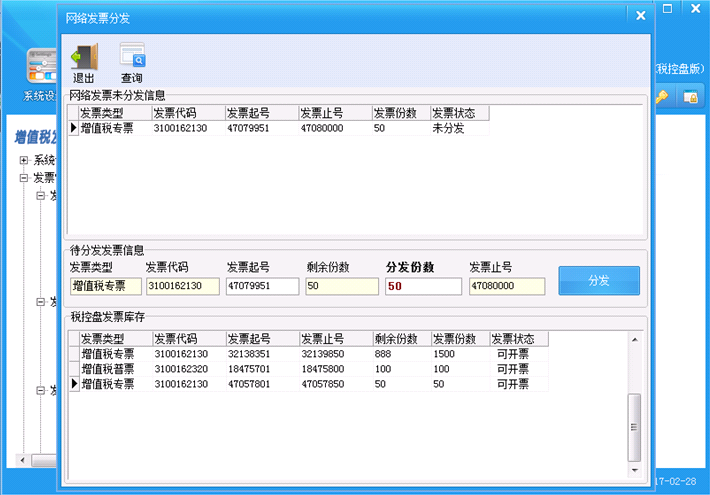 网络发票分发
退出 查询
(税控盘版)
系统设
增值税发
系统
发票
发
发
发
网络发票未分发信息
发票类型 发票代码 发票起号 发票止号 发票份数 发票状态
增值税专票 3100162130 47079951 47080000 50 未分发
待分发发票信息
发票类型 发票代码 发票起号 剩余份数 分发份数 发票止号
增值税专票 3100162130 47079951 50 50 47080000 分发
税控盘发票库存
发票类型 发票代码 发票起号 发票止号 剩余份数 发票份数 发票状态
增值税专票 3100162130 32138351 32139850 888 1500 可开票
增值税普票 3100162320 18475701 18475800 100 100 可开票
增值税专票 3100162130 47057801 47057850 50 50 可开票
17-02-28